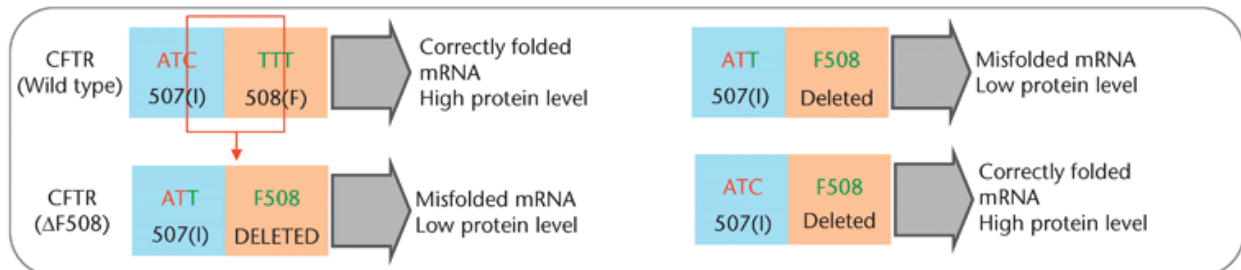 CFTR
(Wild type)
ATC
TTT
507(I)
508(F)
Correctly folded
mRNA
High protein level
ATT
F508
507(I)
Deleted
Misfolded mRNA
Low protein level
CFTR
(ΔF508)
ATT
F508
507(I)
DELETED
Misfolded mRNA
Low protein level
ATC
F508
507(I)
Deleted
Correctly folded
mRNA
High protein level